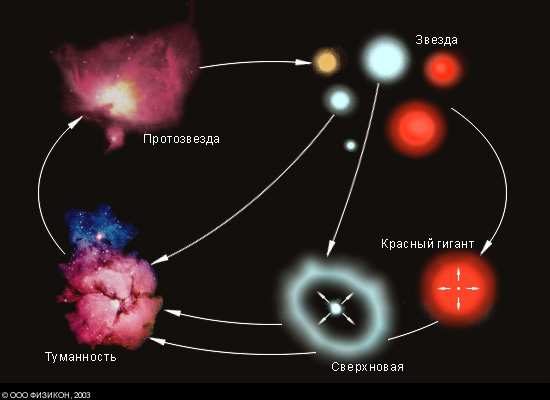 Звезда
Протозвезда
Красный гигант
Туманность
Сверхновая
© ООО ФИЗИКОН, 2003